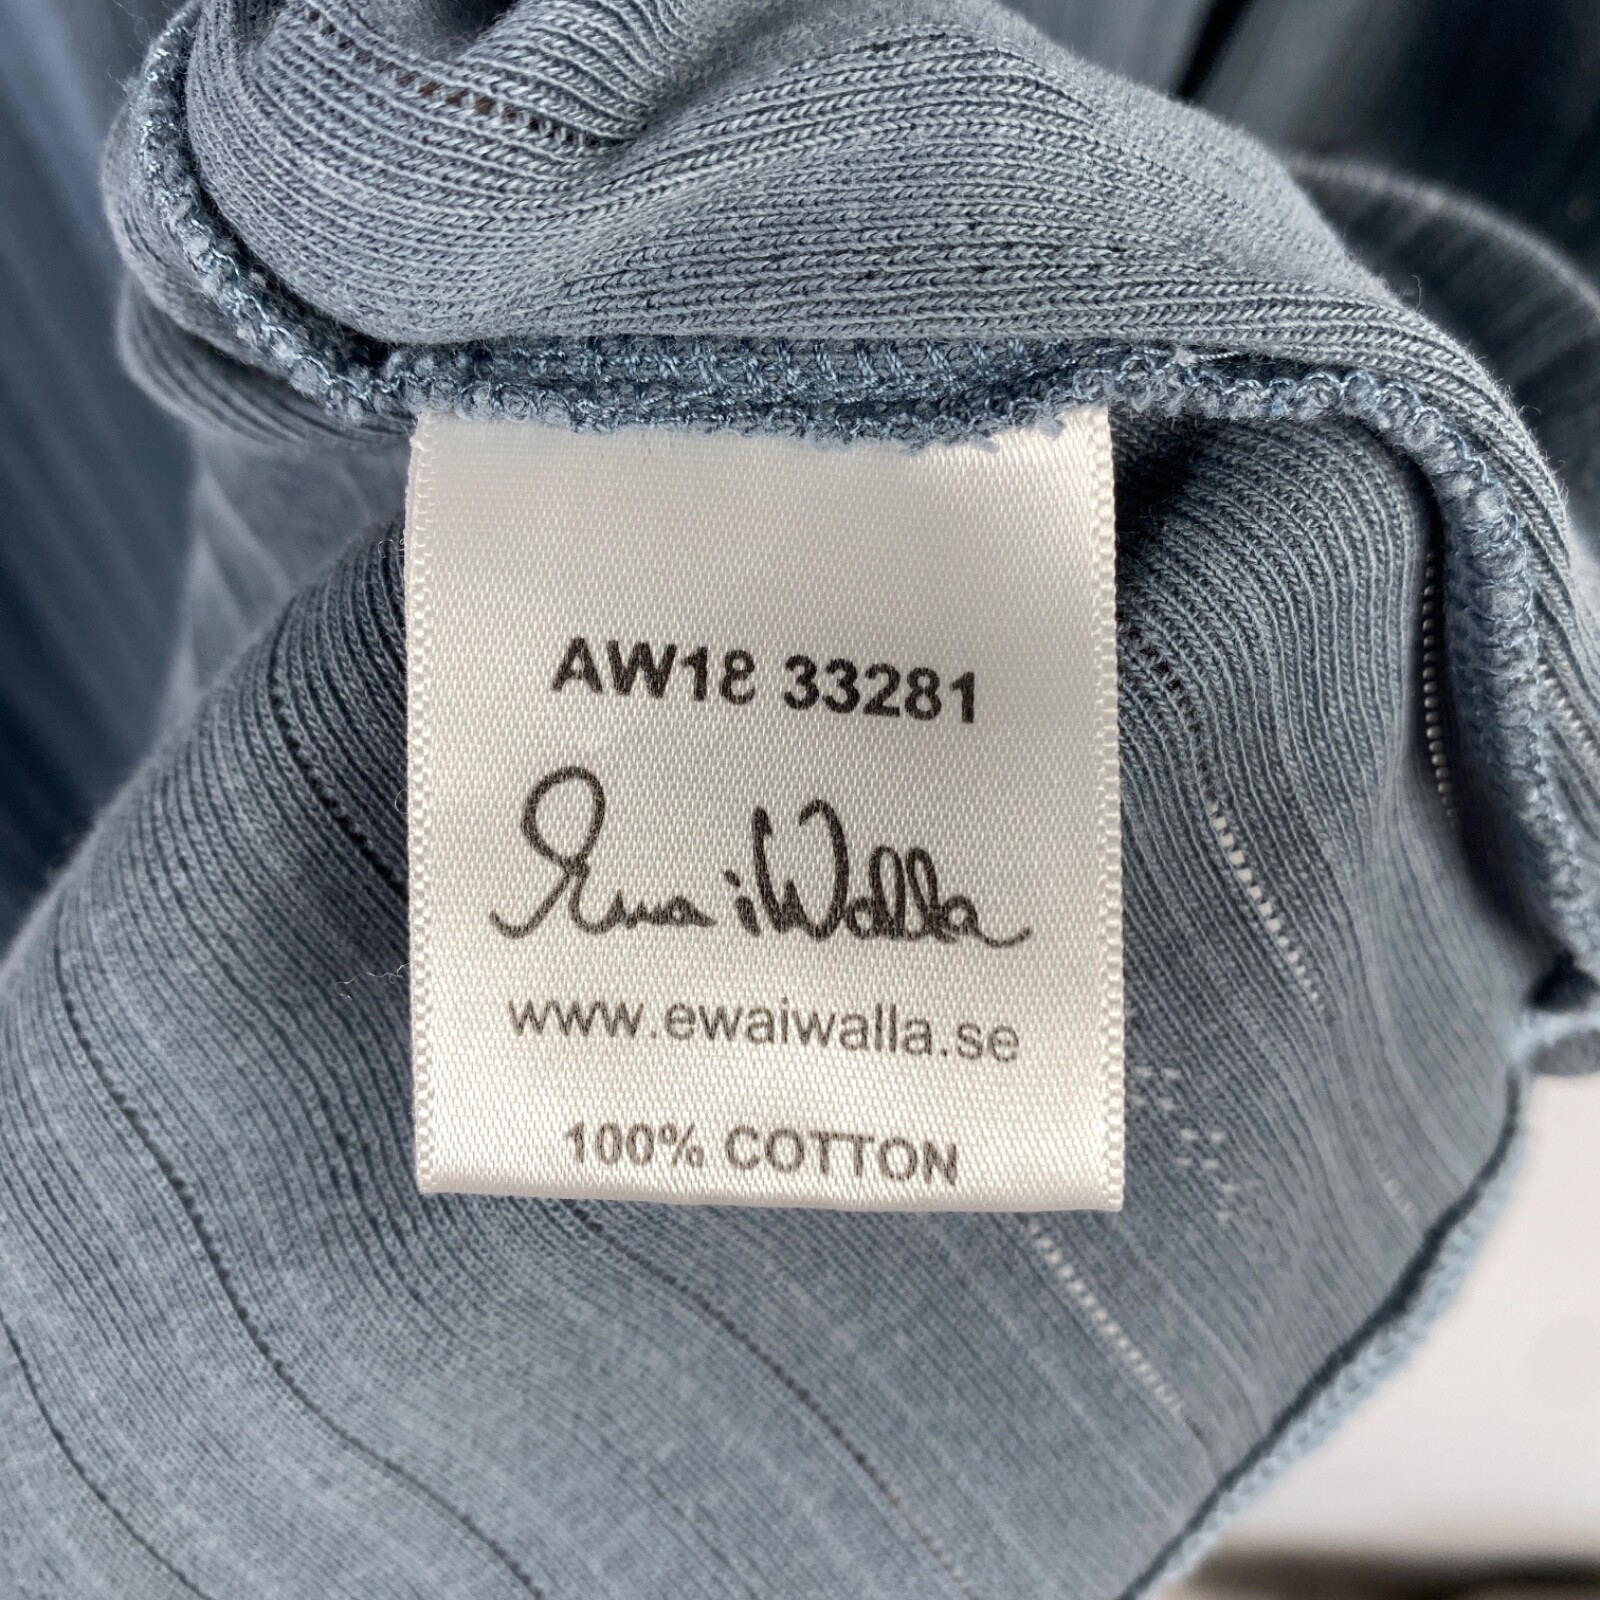 AW18 33281
Ewa i Walla
www.ewaiwalla.se
100% COTTON